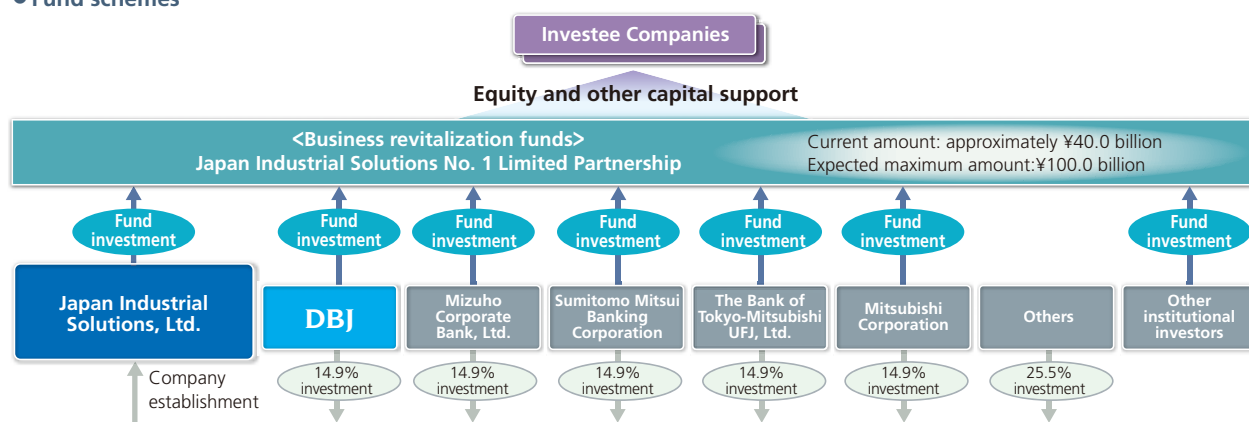 ●Fund schemes
Investee Companies
Equity and other capital support
<Business revitalization funds>
Japan Industrial Solutions No. 1 Limited Partnership
Current amount: approximately ¥40.0 billion
Expected maximum amount:¥100.0 billion
Fund
investment
Fund
investment
Fund
investment
Fund
investment
Fund
investment
Fund
investment
Fund
investment
Japan Industrial
Solutions, Ltd.
DBJ
Mizuho
Corporate
Bank, Ltd.
Sumitomo Mitsui
Banking
Corporation
The Bank of
Tokyo-Mitsubishi
UFJ, Ltd.
Mitsubishi
Corporation
Others
Other
institutional
investors
Company
establishment
14.9%
investment
14.9%
investment
14.9%
investment
14.9%
investment
14.9%
investment
25.5%
investment